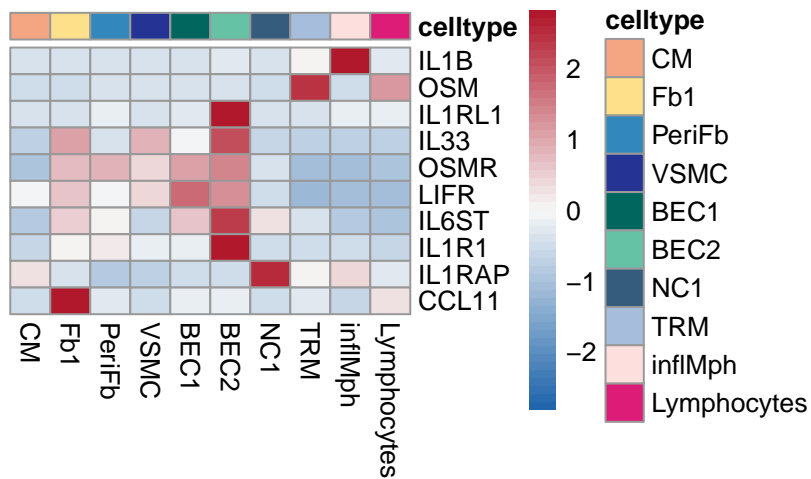 celltype
IL1B
OSM
IL1RL1
IL33
OSMR
LIFR
IL6ST
IL1R1
IL1RAP
CCL11
CM
Fb1
PeriFb
VSMC
BEC1
BEC2
NC1
TRM
inflMph
Lymphocytes
2
1
0
−1
−2
celltype
CM
Fb1
PeriFb
VSMC
BEC1
BEC2
NC1
TRM
inflMph
Lymphocytes